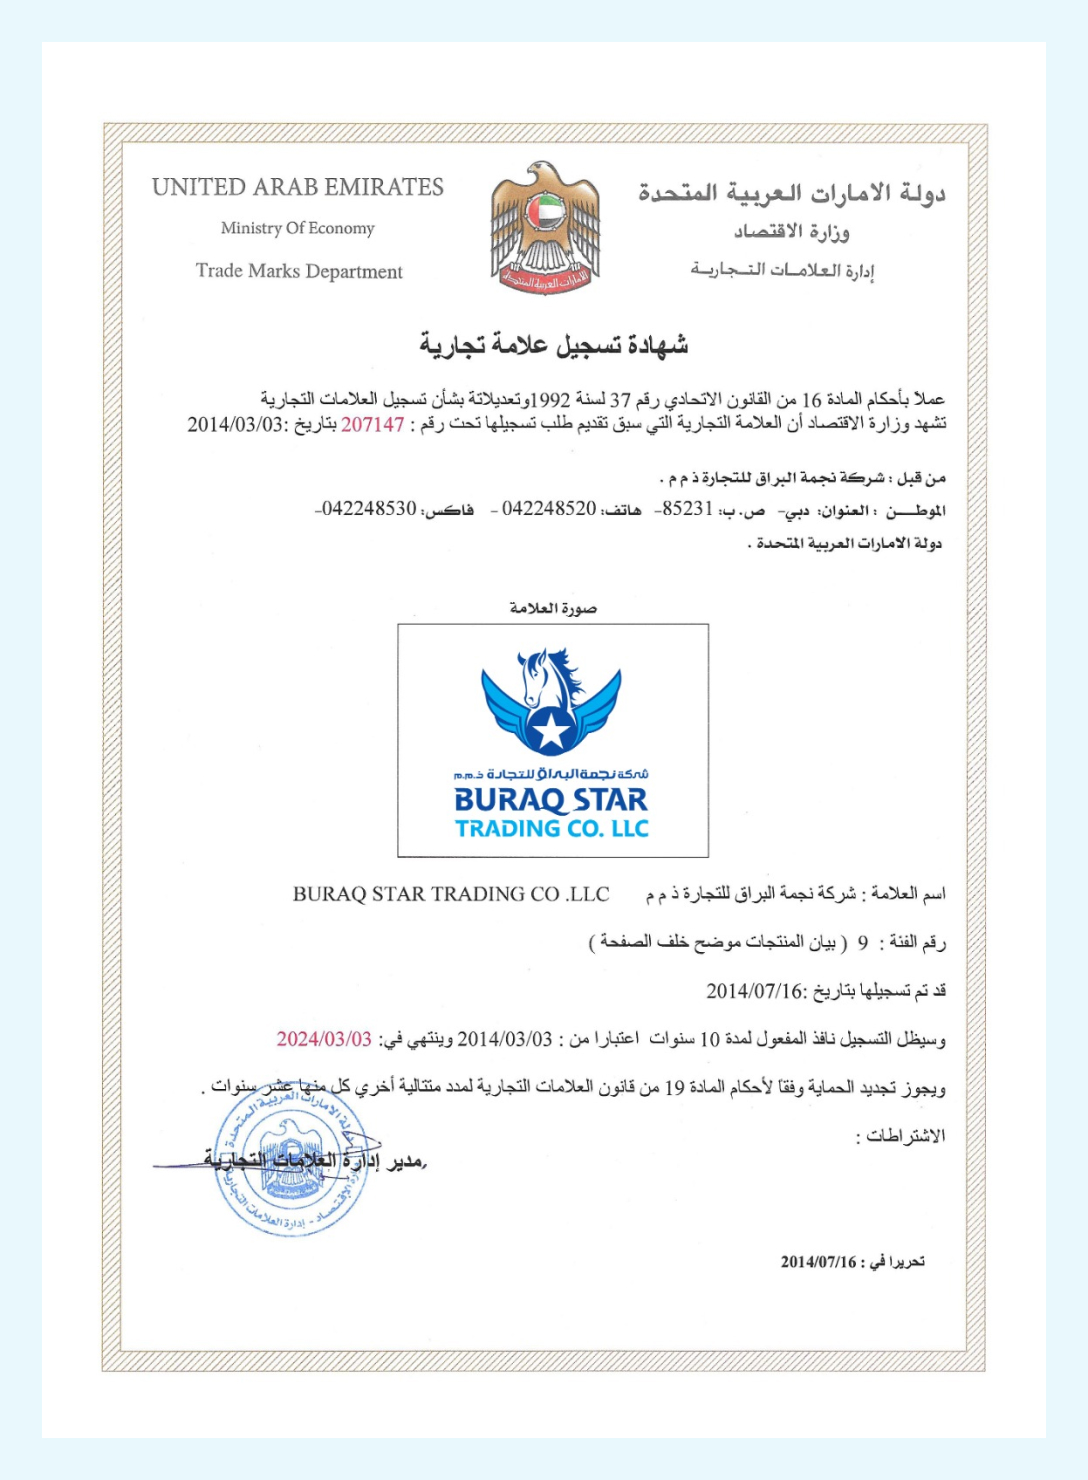 UNITED ARAB EMIRATES
Ministry Of Economy
Trade Marks Department
دولة الامارات العربية المتحدة
وزارة الاقتصاد
إدارة العلامات التجارية
الامارات العربية المتحدة
شهادة تسجيل علامة تجارية
عملا بأحكام المادة 16 من القانون الاتحادي رقم 37 لسنة 1992وتعديلاتة بشأن تسجيل العلامات التجارية
تشهد وزارة الاقتصاد أن العلامة التجارية التي سبق تقديم طلب تسجيلها تحت رقم : 207147 بتاريخ :2014/03/03
من قبل : شركة نجمة البراق للتجارة ذ م م .
الموطن : العنوان: دبي- ص.ب: 85231- هاتف: 042248520 - فاكس: 042248530-
دولة الامارات العربية المتحدة .
صورة العلامة
شركة نجمة البراق للتجارة ذ.م.م
BURAQ STAR
TRADING CO. LLC
اسم العلامة : شركة نجمة البراق للتجارة ذ م م BURAQ STAR TRADING CO .LLC
رقم الفئة : 9 ( بيان المنتجات موضح خلف الصفحة )
قد تم تسجيلها بتاريخ :2014/07/16
وسيظل التسجيل نافذ المفعول لمدة 10 سنوات اعتبارا من : 2014/03/03 وينتهي في: 2024/03/03
ويجوز تجديد الحماية وفقا لأحكام المادة 19 من قانون العلامات التجارية لمدد متتالية أخري كل منها عشر سنوات .
الاشتراطات :
مدير إدارة العلامات التجارية,
دولة الامارات العربية المتحدة
وزارة الاقتصاد - إدارة العلامات التجارية
تحريرا في : 2014/07/16